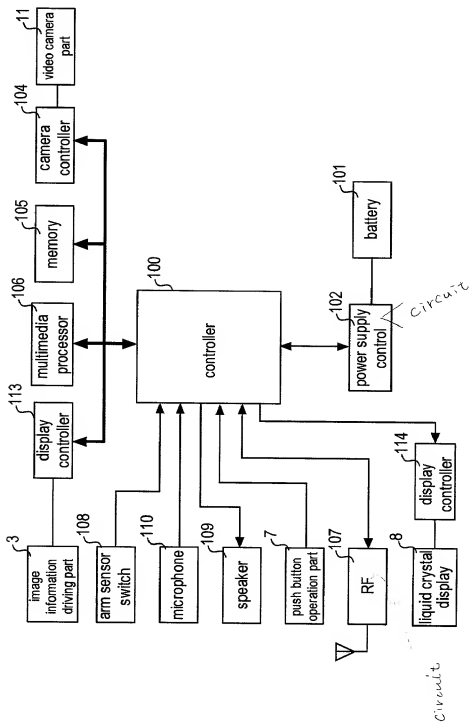 11
video camera
part
104
camera
controller
105
memory
106
multimedia
processor
113
display
controller
3
image
information
driving part
108
arm sensor
switch
110
microphone
109
speaker
7
push button
operation part
107
RF
8
liquid crystal
display
114
display
controller
100
controller
102
power supply
control
circuit
101
battery
circuit